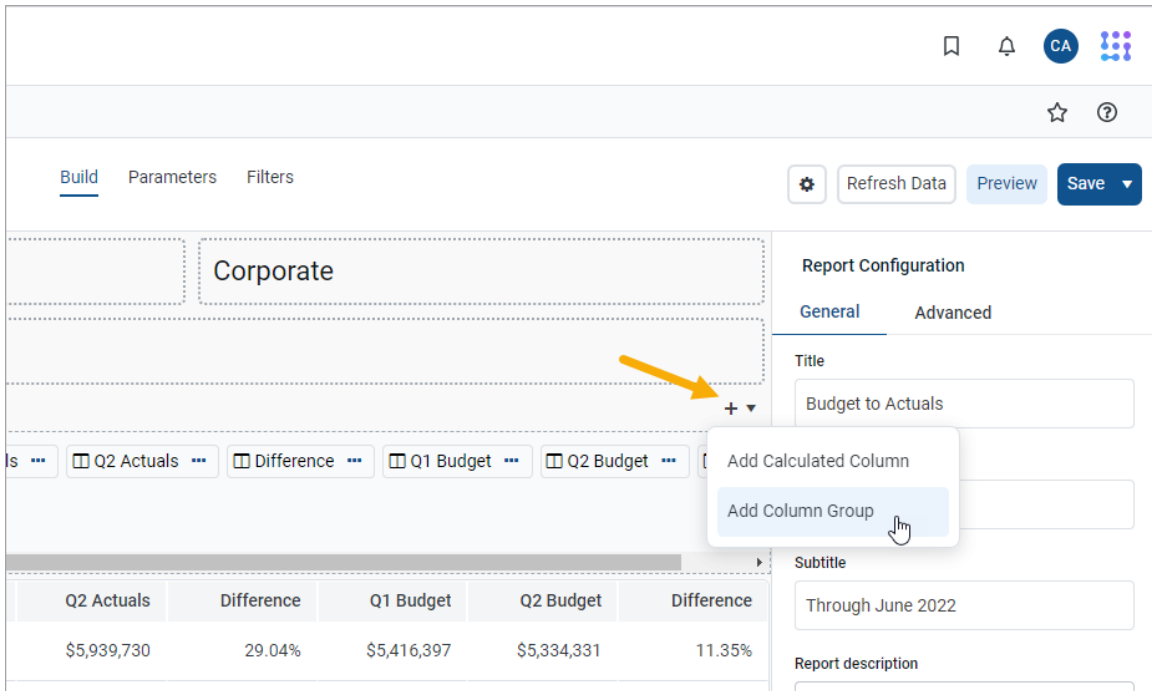 CA
Build Parameters Filters Refresh Data Preview Save
Corporate
Report Configuration
General Advanced
Title
Budget to Actuals
ls Q2 Actuals Difference Q1 Budget Q2 Budget
Add Calculated Column
Add Column Group
Subtitle
Q2 Actuals Difference Q1 Budget Q2 Budget Difference
Through June 2022
$5,939,730 29.04% $5,416,397 $5,334,331 11.35%
Report description